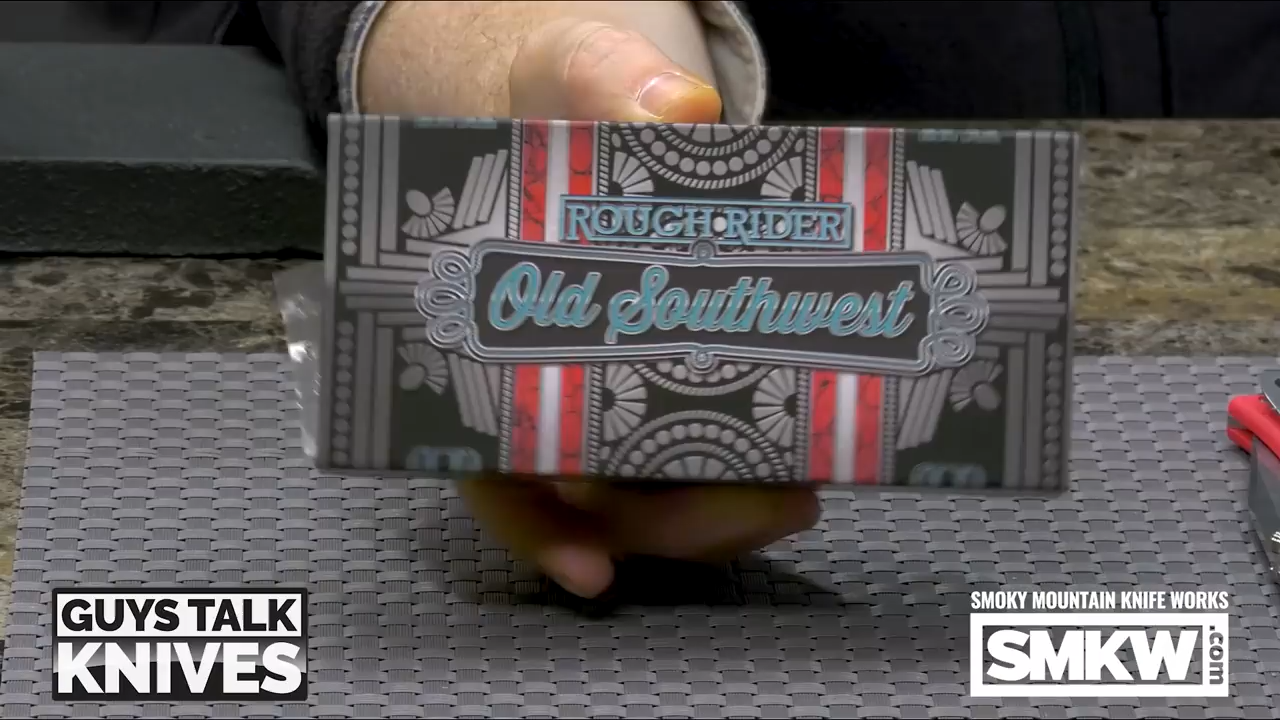 ROUGH RIDER
Old Southwest
GUYS TALK
KNIVES
SMOKY MOUNTAIN KNIFE WORKS
SMKW.com